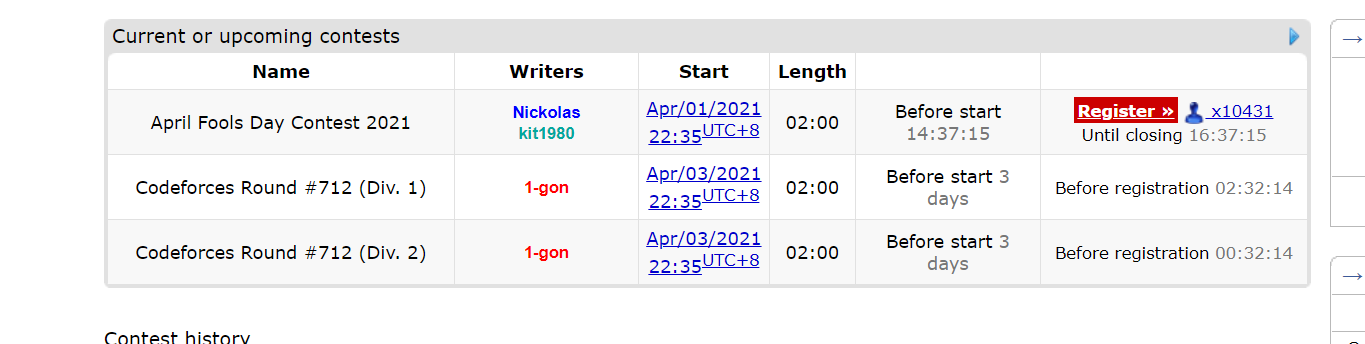 Current or upcoming contests
Name Writers Start Length
April Fools Day Contest 2021 Nickolas kit1980 Apr/01/2021 22:35UTC+8 02:00 Before start 14:37:15 Register » x10431 Until closing 16:37:15
Codeforces Round #712 (Div. 1) 1-gon Apr/03/2021 22:35UTC+8 02:00 Before start 3 days Before registration 02:32:14
Codeforces Round #712 (Div. 2) 1-gon Apr/03/2021 22:35UTC+8 02:00 Before start 3 days Before registration 00:32:14
Contest history